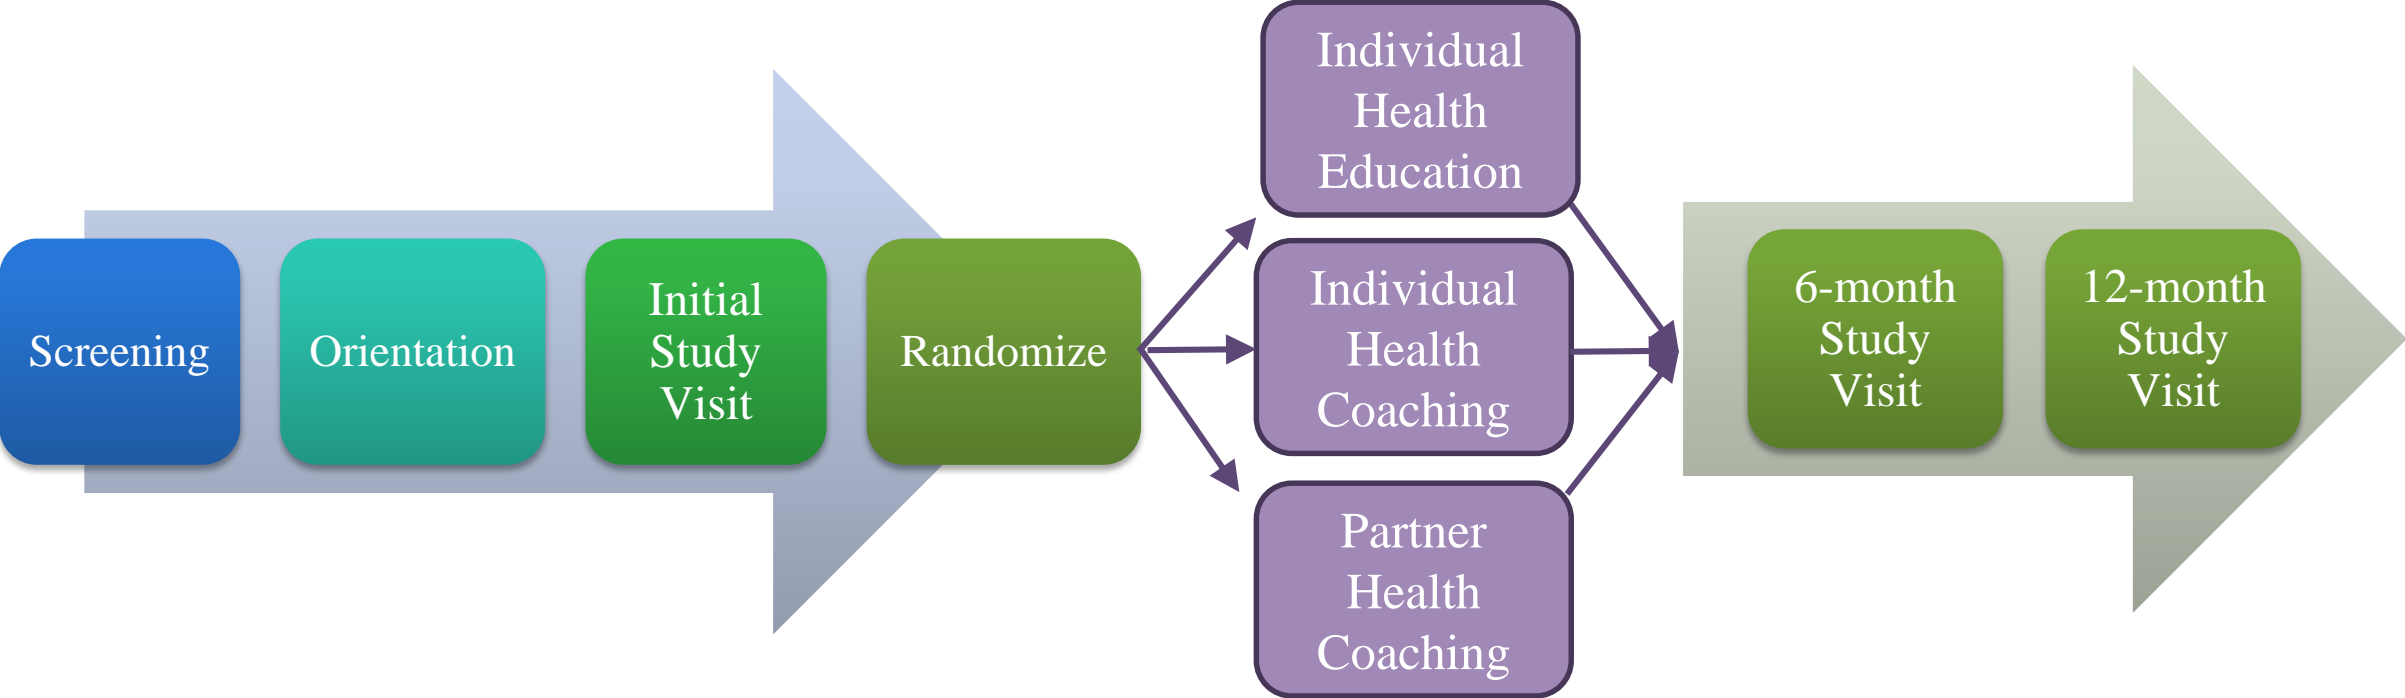 Screening
Orientation
Initial
Study
Visit
Randomize
Individual
Health
Education
Individual
Health
Coaching
Partner
Health
Coaching
6-month
Study
Visit
12-month
Study
Visit